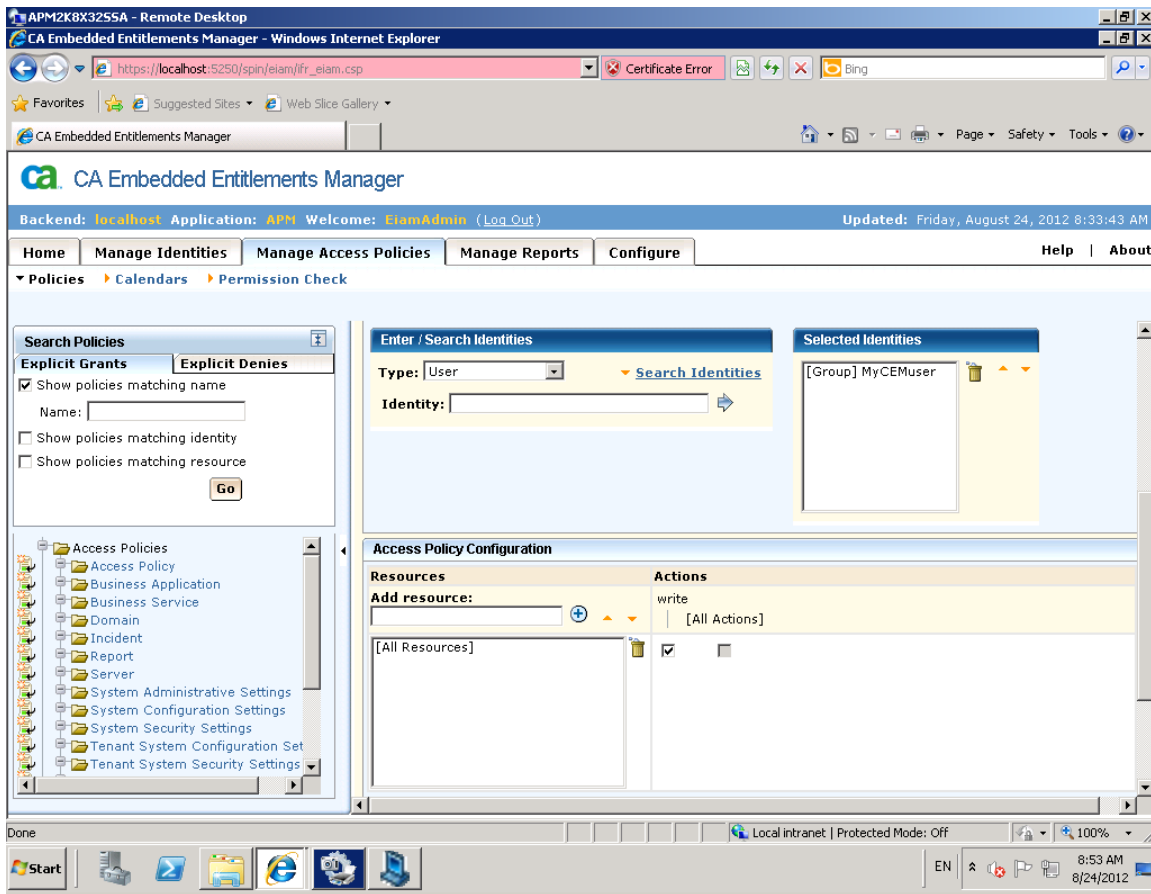 APM2K8X32SSA - Remote Desktop
CA Embedded Entitlements Manager - Windows Internet Explorer
https://localhost:5250/spin/eiam/ifr_eiam.csp
Certificate Error
Bing
Favorites
Suggested Sites
Web Slice Gallery
CA Embedded Entitlements Manager
Page
Safety
Tools
ca. CA Embedded Entitlements Manager
Backend: localhost Application: APM Welcome: EiamAdmin (Log Out)
Updated: Friday, August 24, 2012 8:33:43 AM
Home
Manage Identities
Manage Access Policies
Manage Reports
Configure
Help | About
Policies
Calendars
Permission Check
Search Policies
Explicit Grants
Explicit Denies
Show policies matching name
Name:
Show policies matching identity
Show policies matching resource
Go
Access Policies
Access Policy
Business Application
Business Service
Domain
Incident
Report
Server
System Administrative Settings
System Configuration Settings
System Security Settings
Tenant System Configuration Set
Tenant System Security Settings
Enter / Search Identities
Type: User
Search Identities
Identity:
Selected Identities
[Group] MyCEMuser
Access Policy Configuration
Resources
Actions
Add resource:
write
[All Actions]
[All Resources]
Done
Local intranet | Protected Mode: Off
100%
Start
EN
8:53 AM
8/24/2012